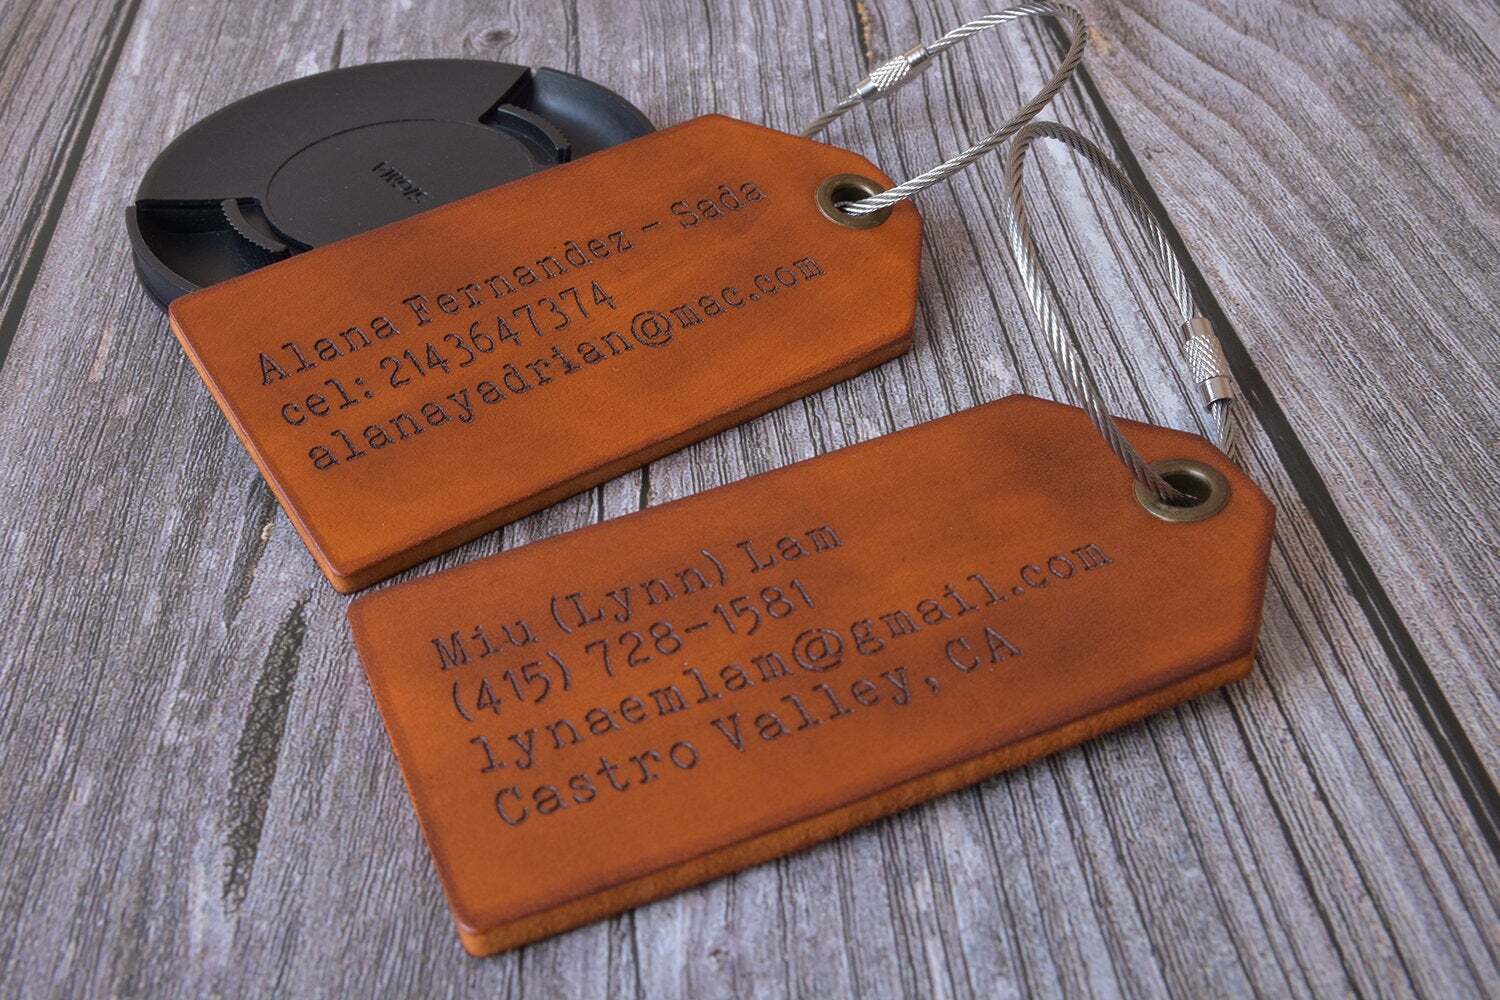 SIGMA
Alana Fernandez - Sada
cel: 2143647374
alanayadrian@mac.com
Miu (Lynn) Lam
(415) 728-1581
lynaemlam@gmail.com
Castro Valley, CA